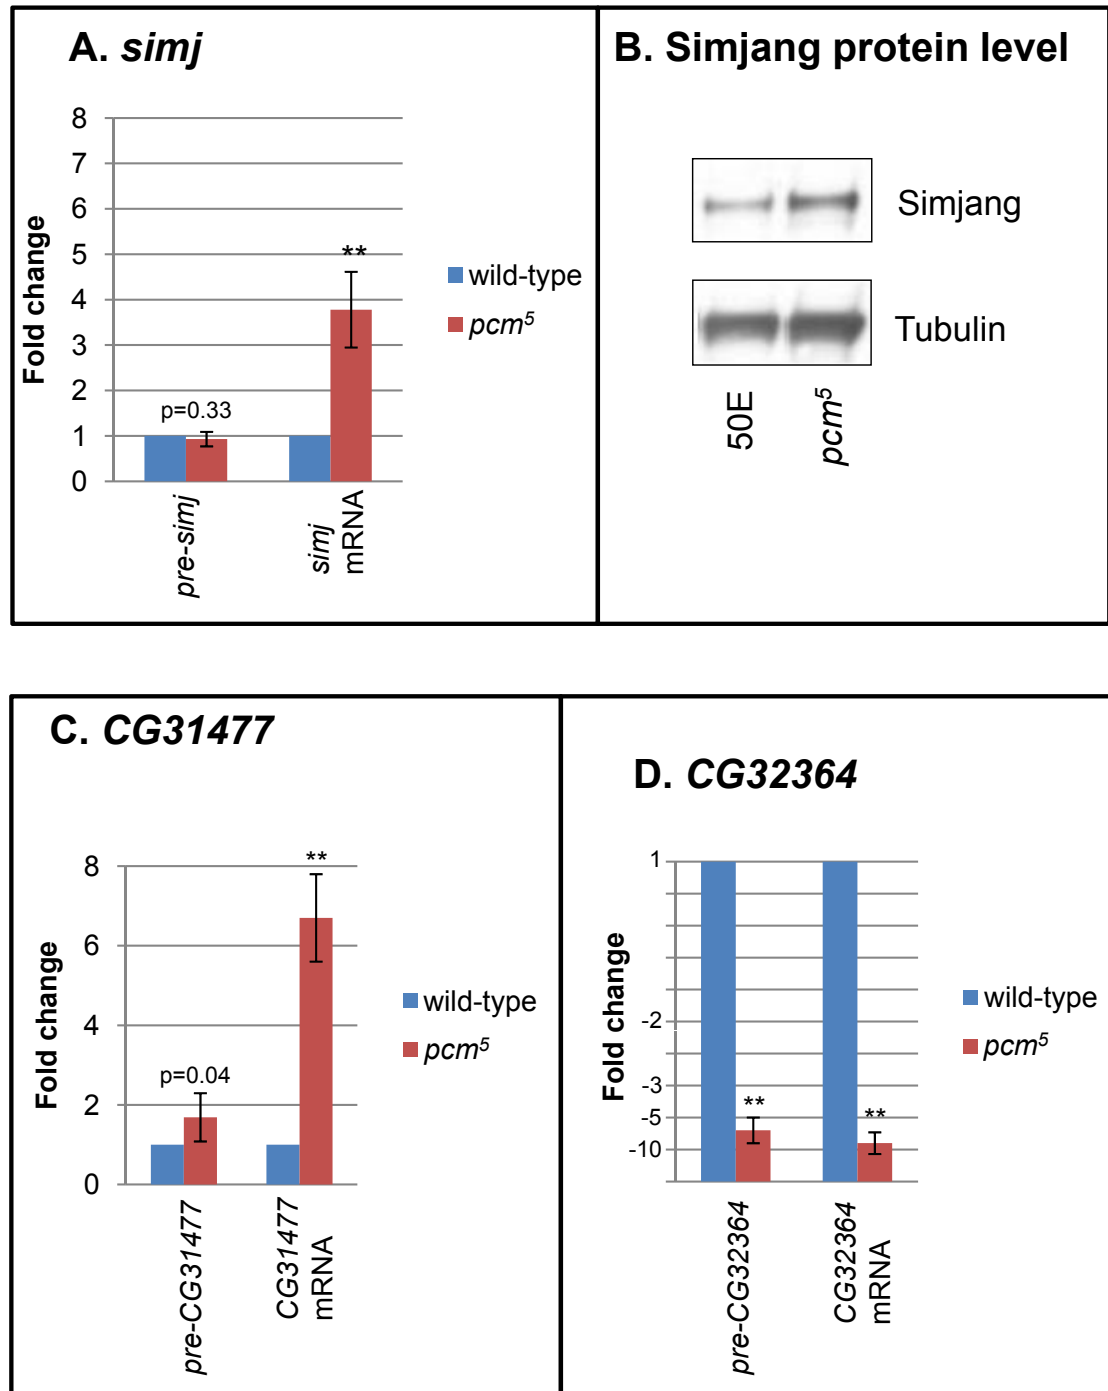 A. simj
8
7
6
5
4
3
2
1
0
Fold change
p=0.33
**
pre-simj
simj
mRNA
wild-type
pcm⁵
B. Simjang protein level
Simjang
Tubulin
50E
pcm⁵
C. CG31477
8
6
4
2
0
Fold change
p=0.04
**
pre-CG31477
CG31477
mRNA
wild-type
pcm⁵
D. CG32364
1
-2
-3
-5
-10
Fold change
**
**
pre-CG32364
CG32364
mRNA
wild-type
pcm⁵